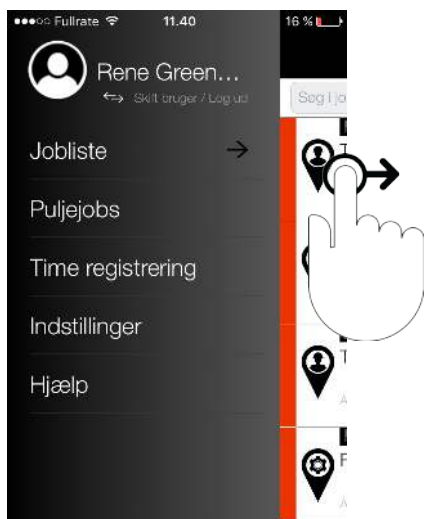 Fullrate 11.40 16 %
Rene Green...
Skift bruger / Log ud
Søg i jo
Jobliste
Puljejobs
Time registrering
Indstillinger
Hjælp